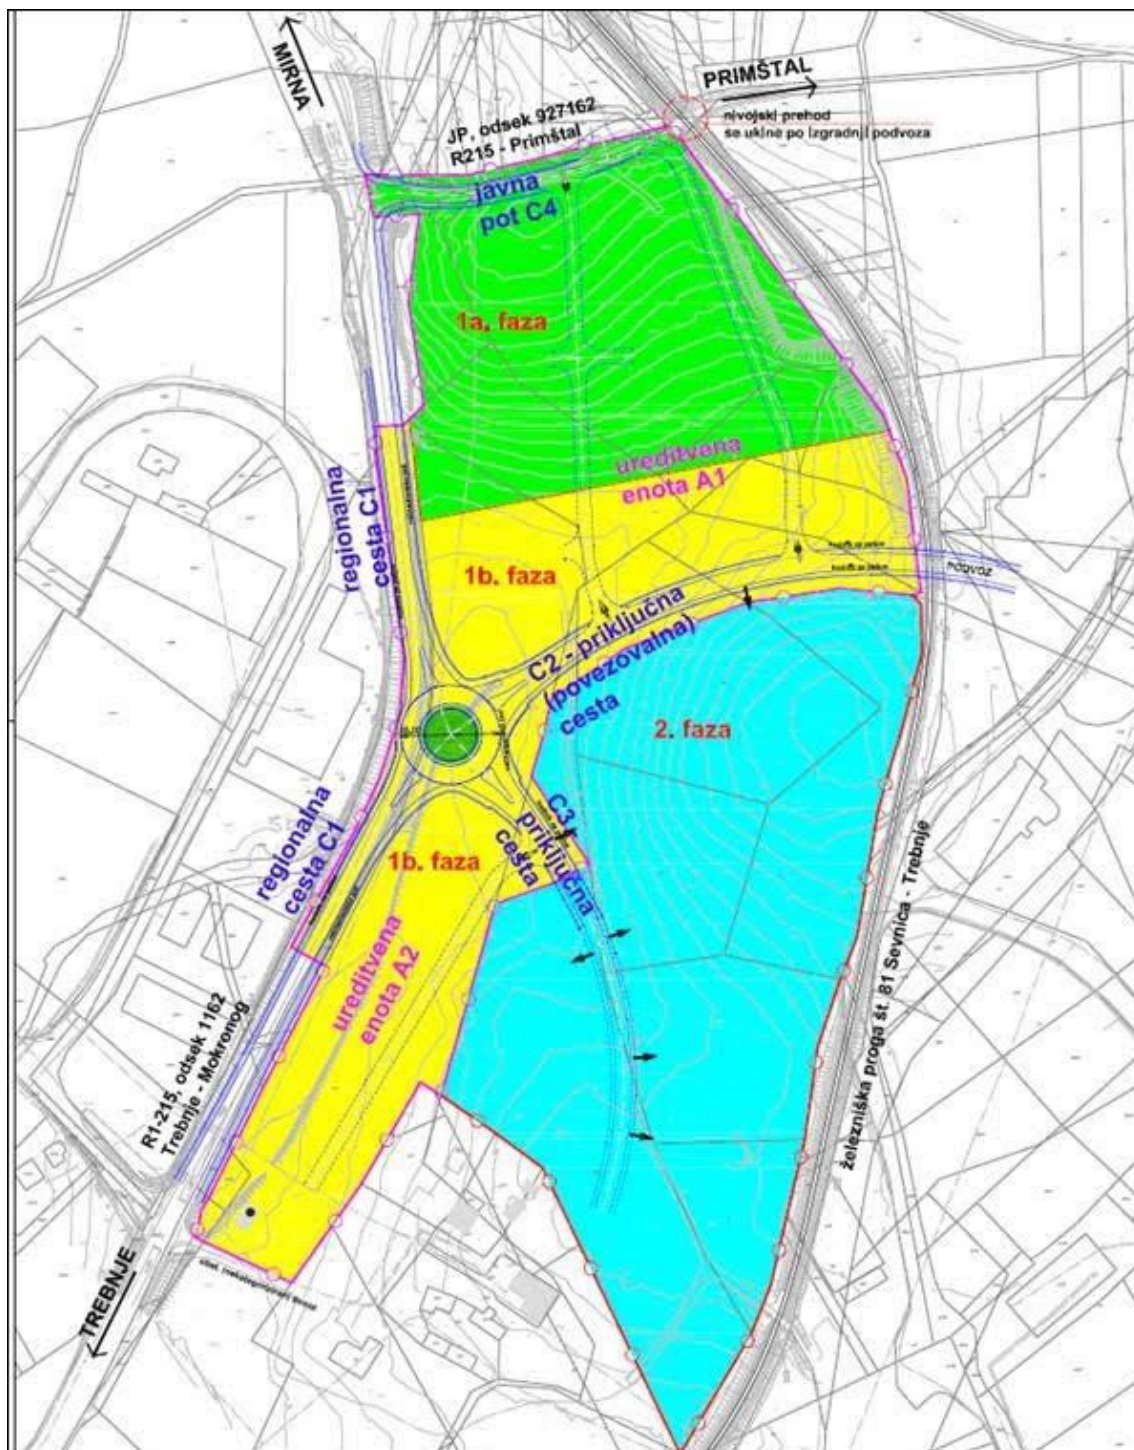 MIRNA
PRIMŠTAL
nivojski prehod
se ukine po izgradnji podvoza
JP, odsek 927162
R215 - Primštal
javna
pot C4
1a. faza
ureditvena
enota A1
regionalna
cesta C1
1b. faza
PODVOZ
C2 - priključna
(povezovalna)
cesta
2. faza
C3
priključna
cesta
regionalna
cesta C1
1b. faza
ureditvena
enota A2
R1-215, odsek 1162
Trebnje - Mokronog
železniška proga št. 81 Sevnica - Trebnje
TREBNJE